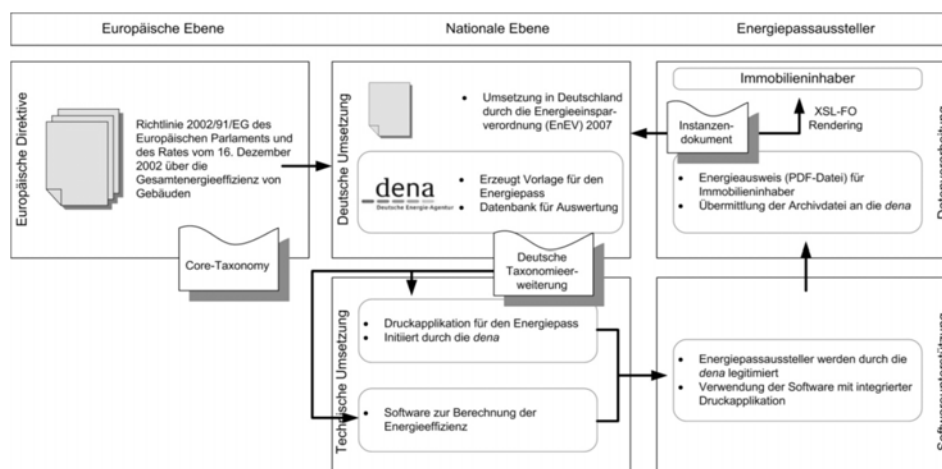 Europäische Ebene
Nationale Ebene
Energiepassaussteller
Europäische Direktive
Richtlinie 2002/91/EG des
Europäischen Parlaments und
des Rates vom 16. Dezember
2002 über die
Gesamtenergieeffizienz von
Gebäuden
Core-Taxonomy
Deutsche Umsetzung
• Umsetzung in Deutschland
durch die Energieeinspar-
verordnung (EnEV) 2007
dena
Deutsche Energie-Agentur
• Erzeugt Vorlage für den
Energiepass
• Datenbank für Auswertung
Deutsche
Taxonomieer-
weiterung
Immobilieninhaber
XSL-FO
Rendering
Instanzen-
dokument
• Energieausweis (PDF-Datei) für
Immobilieninhaber
• Übermittlung der Archivdatei an die dena
Technische Umsetzung
• Druckapplikation für den Energiepass
• Initiiert durch die dena
• Software zur Berechnung der
Energieeffizienz
• Energiepassaussteller werden durch die
dena legitimiert
• Verwendung der Software mit integrierter
Druckapplikation